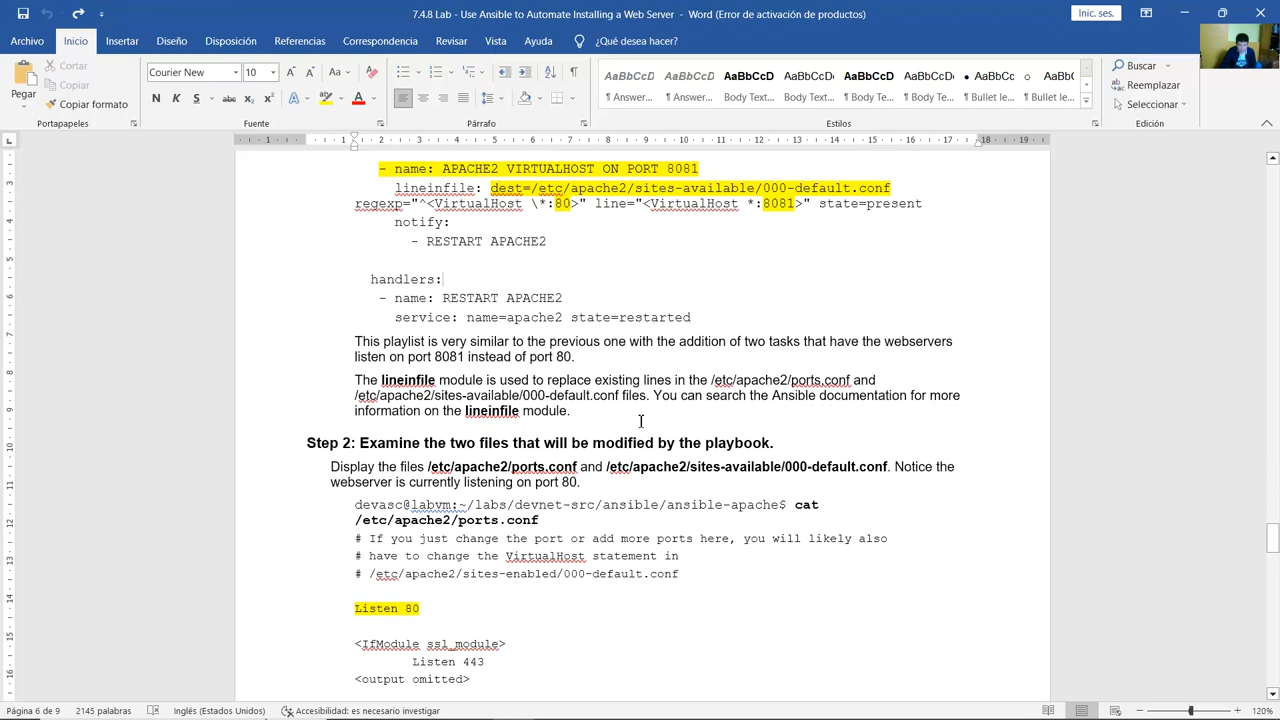 7.4.8 Lab - Use Ansible to Automate Installing a Web Server - Word (Error de activación de productos)
Inic. ses.
Archivo Inicio Insertar Diseño Disposición Referencias Correspondencia Revisar Vista Ayuda ¿Qué desea hacer?
Pegar
Cortar
Copiar
Copiar formato
Portapapeles
Courier New 10
N K S abc x₂ x²
Fuente
Párrafo
AaBbCcD AaBbCcD AaBbCcD AaBbCcDı AaBbCcD AaBbCcDı AaBbCc AaBb(
¶ Answer... ¶ Answer... Body Text... Body Text... Body Text... ¶ Body Te... ¶ Bullet le... ¶ Bullet N...
Estilos
Buscar
Reemplazar
Seleccionar
Edición
- name: APACHE2 VIRTUALHOST ON PORT 8081
lineinfile: dest=/etc/apache2/sites-available/000-default.conf
regexp="^<VirtualHost \*:80>" line="<VirtualHost *:8081>" state=present
notify:
- RESTART APACHE2
handlers:
- name: RESTART APACHE2
service: name=apache2 state=restarted
This playlist is very similar to the previous one with the addition of two tasks that have the webservers
listen on port 8081 instead of port 80.
The lineinfile module is used to replace existing lines in the /etc/apache2/ports.conf and
/etc/apache2/sites-available/000-default.conf files. You can search the Ansible documentation for more
information on the lineinfile module.
Step 2: Examine the two files that will be modified by the playbook.
Display the files /etc/apache2/ports.conf and /etc/apache2/sites-available/000-default.conf. Notice the
webserver is currently listening on port 80.
devasc@labvm:~/labs/devnet-src/ansible/ansible-apache$ cat
/etc/apache2/ports.conf
# If you just change the port or add more ports here, you will likely also
# have to change the VirtualHost statement in
# /etc/apache2/sites-enabled/000-default.conf
Listen 80
<IfModule ssl_module>
Listen 443
<output omitted>
Página 6 de 9 2145 palabras Inglés (Estados Unidos) Accesibilidad: es necesario investigar 120%